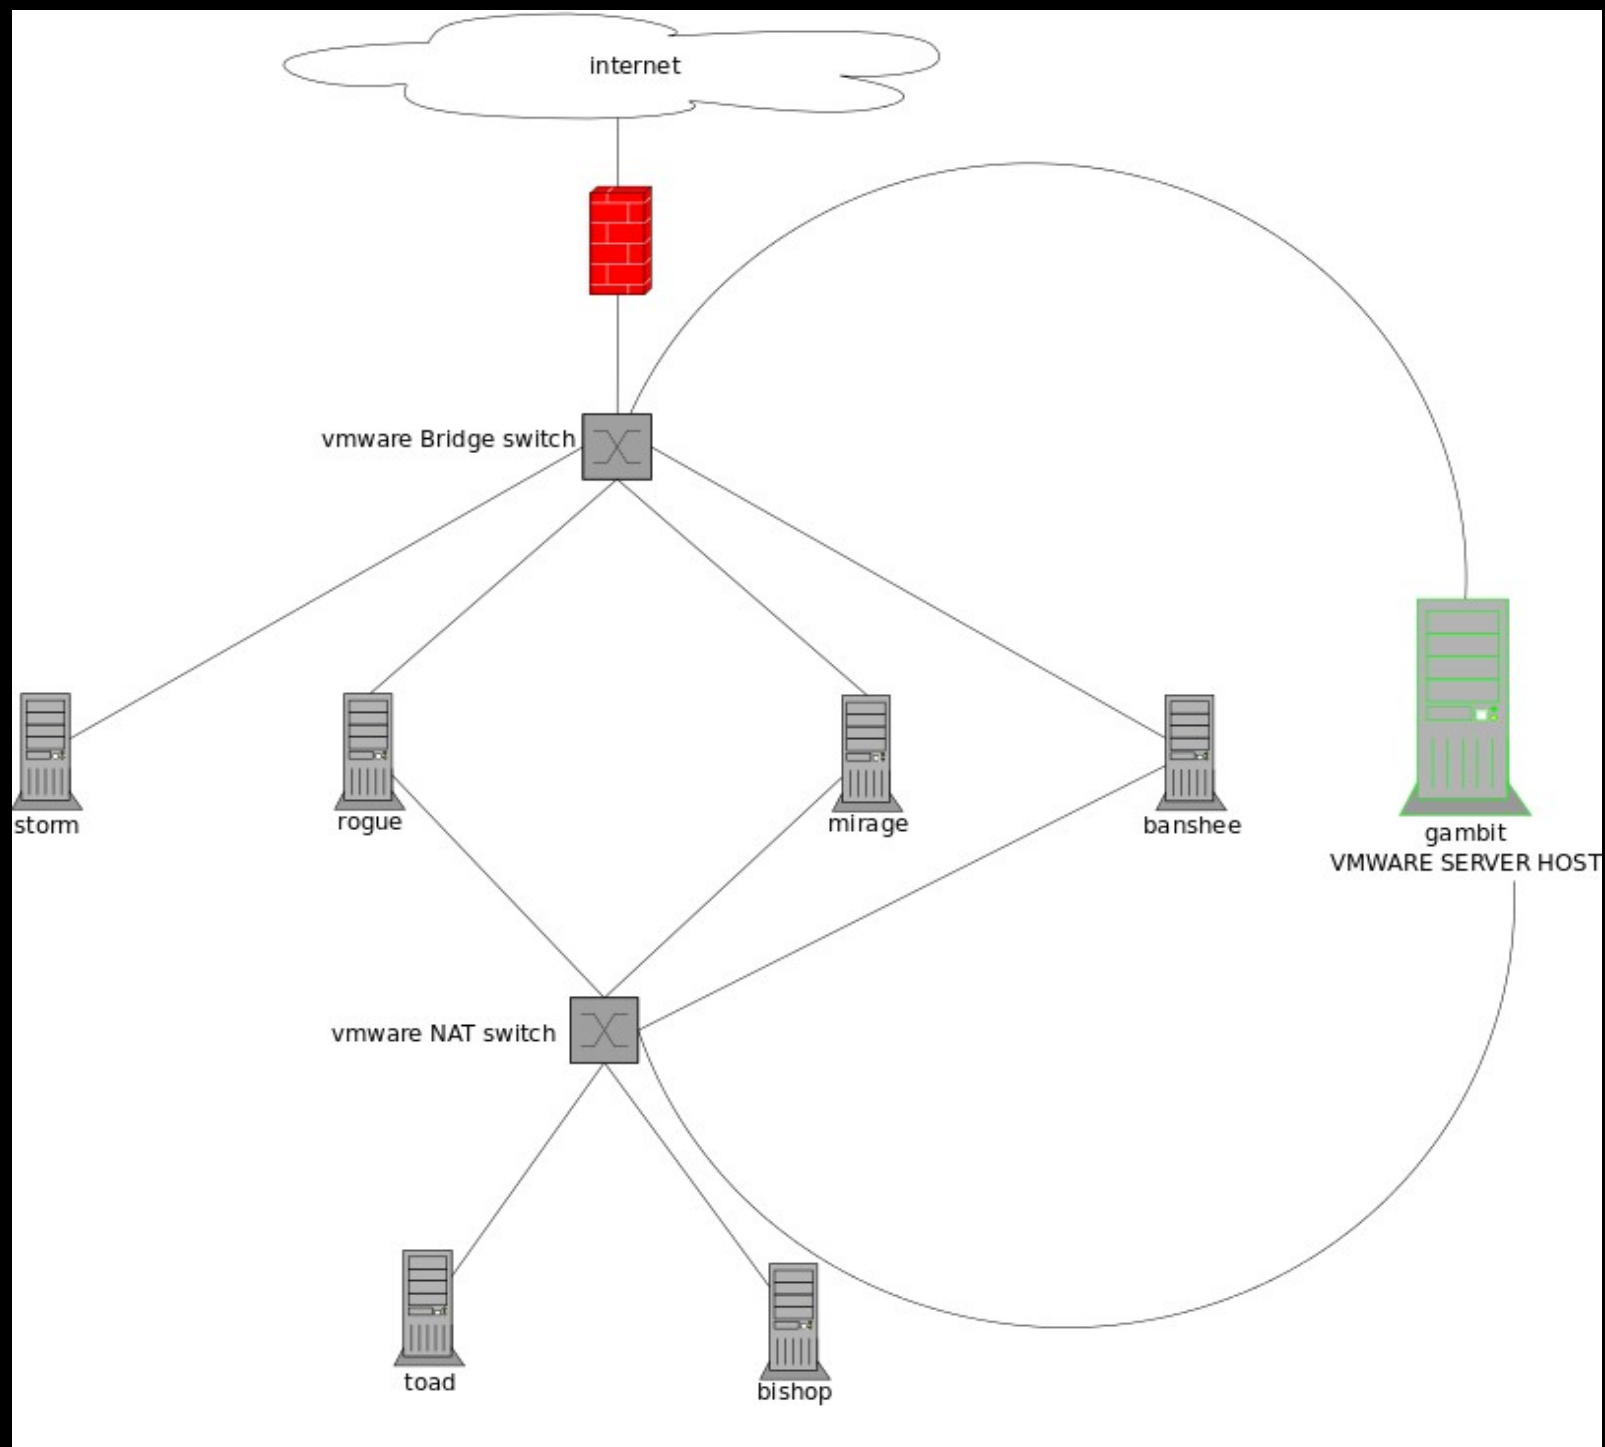 internet
vmware Bridge switch
storm
rogue
mirage
banshee
gambit
VMWARE SERVER HOST
vmware NAT switch
toad
bishop